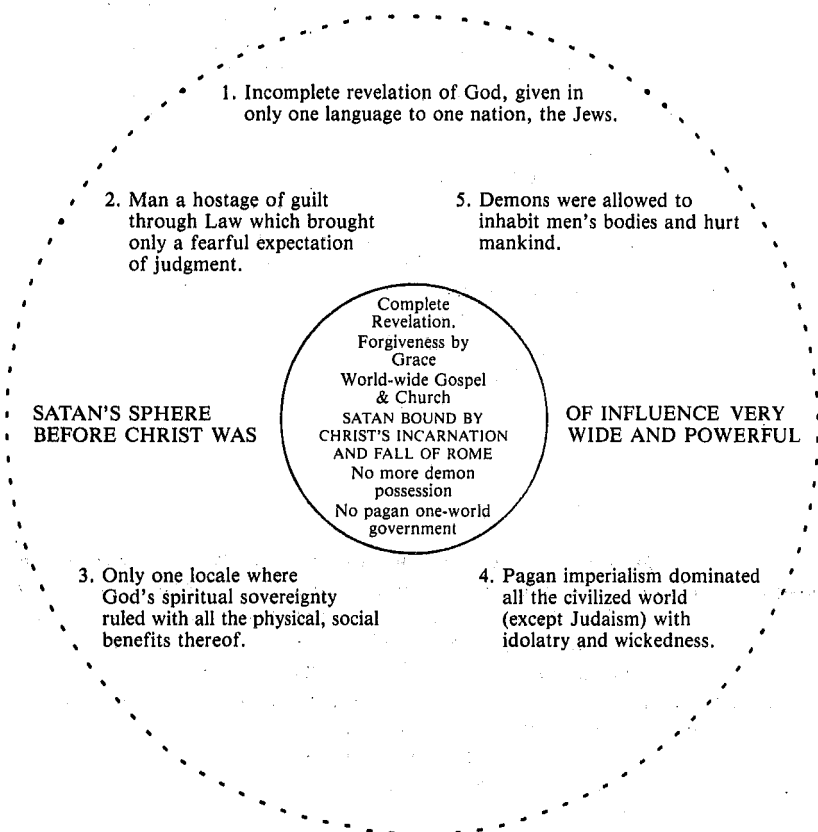 1. Incomplete revelation of God, given in
only one language to one nation, the Jews.
2. Man a hostage of guilt
through Law which brought
only a fearful expectation
of judgment.
5. Demons were allowed to
inhabit men's bodies and hurt
mankind.
Complete
Revelation.
Forgiveness by
Grace
World-wide Gospel
& Church
SATAN BOUND BY
CHRIST'S INCARNATION
AND FALL OF ROME
No more demon
possession
No pagan one-world
government
SATAN'S SPHERE
BEFORE CHRIST WAS
OF INFLUENCE VERY
WIDE AND POWERFUL
3. Only one locale where
God's spiritual sovereignty
ruled with all the physical, social
benefits thereof.
4. Pagan imperialism dominated
all the civilized world
(except Judaism) with
idolatry and wickedness.